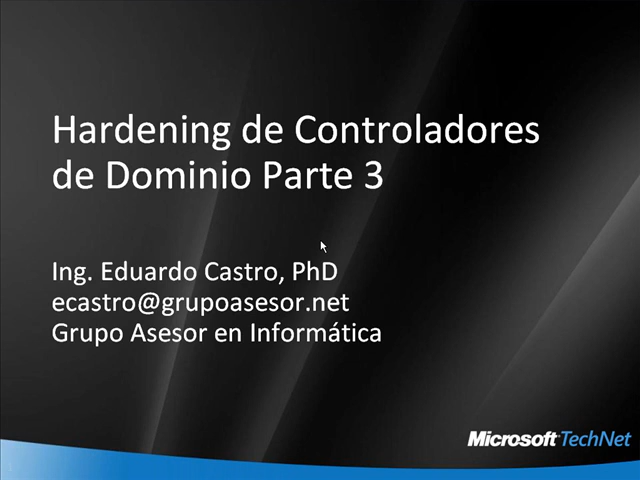 Hardening de Controladores
de Dominio Parte 3
Ing. Eduardo Castro, PhD
ecastro@grupoasesor.net
Grupo Asesor en Informática
Microsoft TechNet